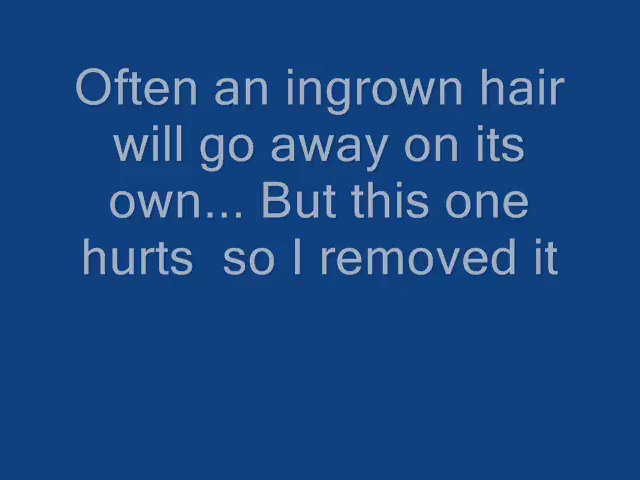 Often an ingrown hair
will go away on its
own... But this one
hurts  so I removed it